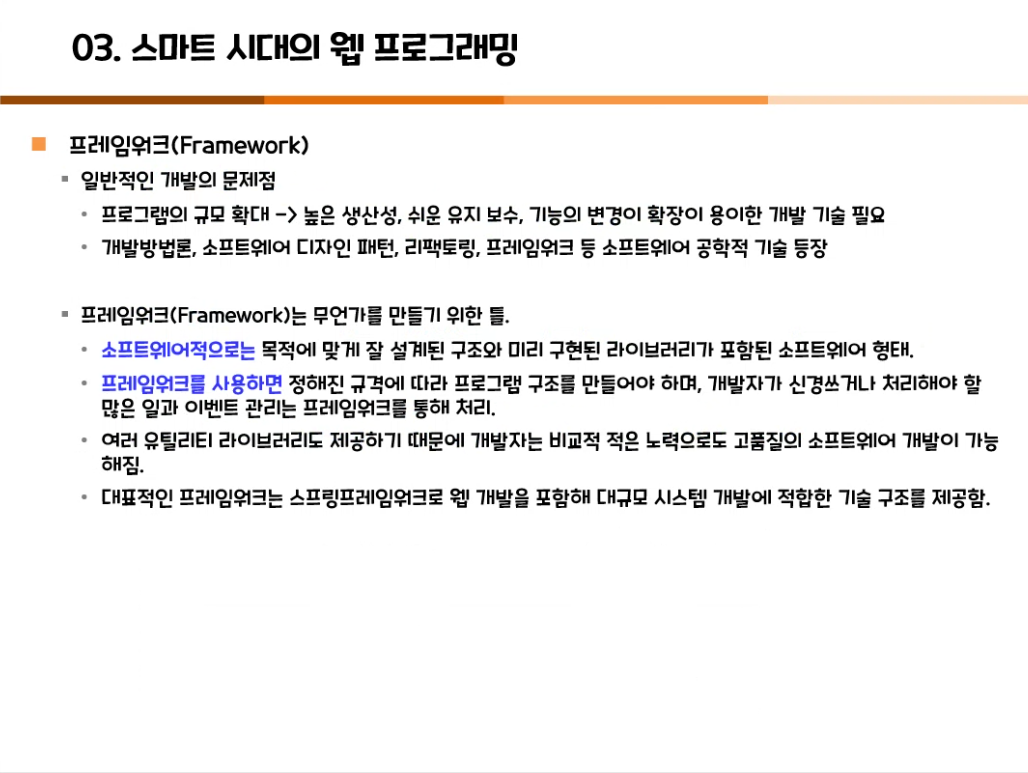 03. 스마트 시대의 웹 프로그래밍
프레임워크(Framework)
일반적인 개발의 문제점
프로그램의 규모 확대 -> 높은 생산성, 쉬운 유지 보수, 기능의 변경이 확장이 용이한 개발 기술 필요
개발방법론, 소프트웨어 디자인 패턴, 리팩토링, 프레임워크 등 소프트웨어 공학적 기술 등장
프레임워크(Framework)는 무언가를 만들기 위한 틀.
소프트웨어적으로는 목적에 맞게 잘 설계된 구조와 미리 구현된 라이브러리가 포함된 소프트웨어 형태.
프레임워크를 사용하면 정해진 규격에 따라 프로그램 구조를 만들어야 하며, 개발자가 신경쓰거나 처리해야 할
많은 일과 이벤트 관리는 프레임워크를 통해 처리.
여러 유틸리티 라이브러리도 제공하기 때문에 개발자는 비교적 적은 노력으로도 고품질의 소프트웨어 개발이 가능
해짐.
대표적인 프레임워크는 스프링프레임워크로 웹 개발을 포함해 대규모 시스템 개발에 적합한 기술 구조를 제공함.